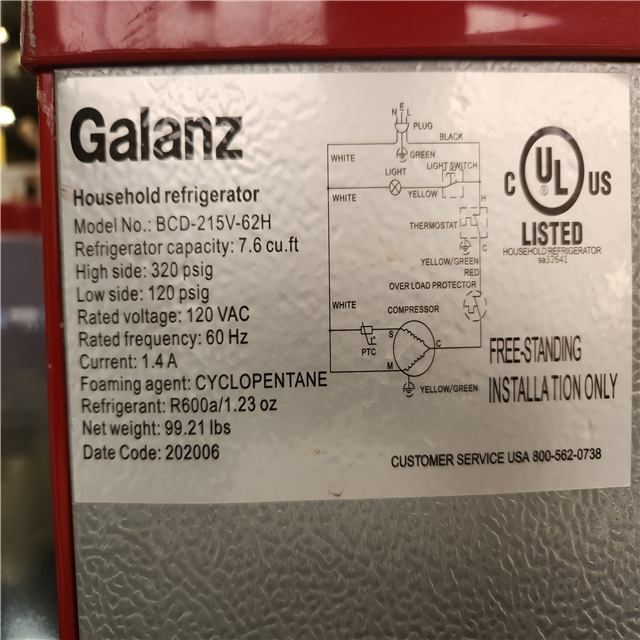 Galanz
Household refrigerator
Model No.: BCD-215V-62H
Refrigerator capacity: 7.6 cu.ft
High side: 320 psig
Low side: 120 psig
Rated voltage: 120 VAC
Rated frequency: 60 Hz
Current: 1.4 A
Foaming agent: CYCLOPENTANE
Refrigerant: R600a/1.23 oz
Net weight: 99.21 lbs
Date Code: 202006
E
N L
PLUG
BLACK
WHITE
GREEN
LIGHT
LIGHT SWITCH
WHITE
YELLOW
H
THERMOSTAT
C
YELLOW/GREEN
RED
OVER LOAD PROTECTOR
WHITE
COMPRESSOR
S
PTC
C
M
YELLOW/GREEN
C UL US
®
LISTED
HOUSEHOLD REFRIGERATOR
sa32641
FREE-STANDING
INSTALLATION ONLY
CUSTOMER SERVICE USA 800-562-0738